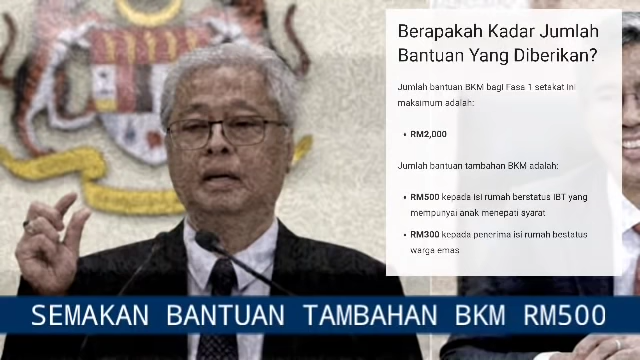 Berapakah Kadar Jumlah
Bantuan Yang Diberikan?
Jumlah bantuan BKM bagi Fasa 1 setakat ini
maksimum adalah:
• RM2,000
Jumlah bantuan tambahan BKM adalah:
• RM500 kepada isi rumah berstatus IBT yang
mempunyai anak menepati syarat
• RM300 kepada penerima isi rumah bestatus
warga emas
SEMAKAN BANTUAN TAMBAHAN BKM RM500